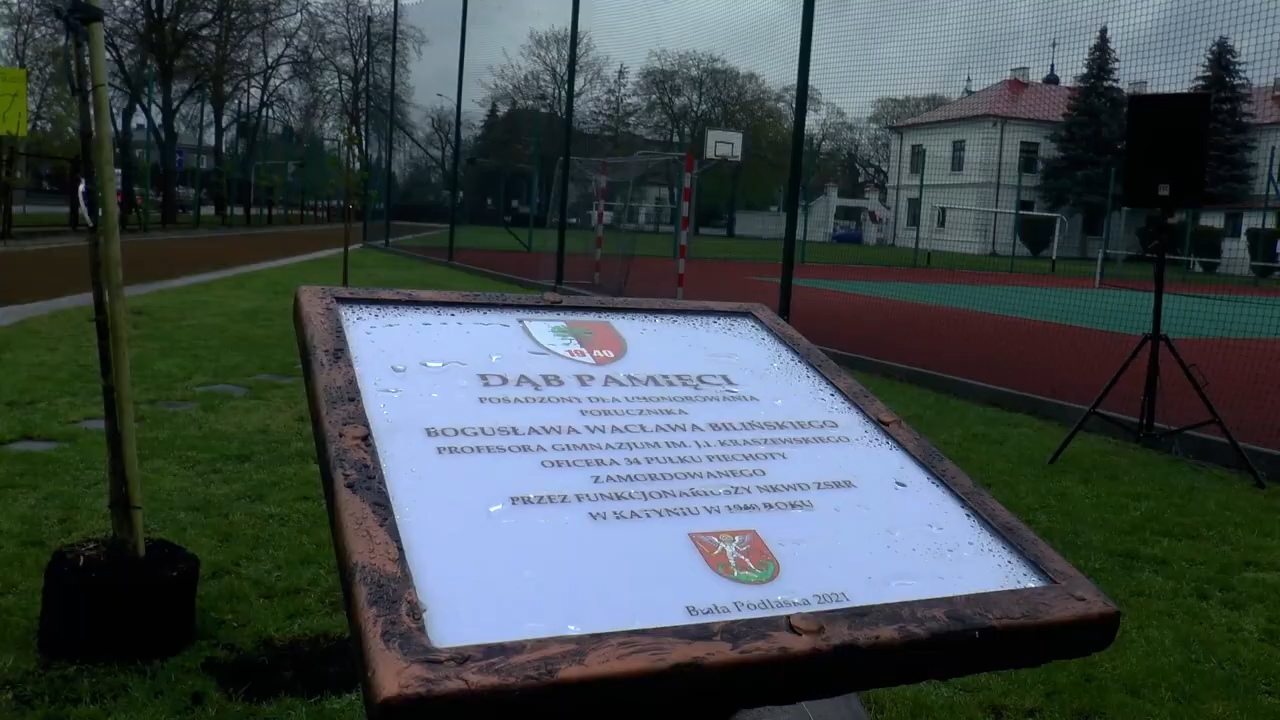 1940
DĄB PAMIĘCI
POSADZONY DLA UHONOROWANIA
PORUCZNIKA
BOGUSŁAWA WACŁAWA BILIŃSKIEGO
PROFESORA GIMNAZJUM IM. J.I. KRASZEWSKIEGO
OFICERA 34 PUŁKU PIECHOTY
ZAMORDOWANEGO
PRZEZ FUNKCJONARIUSZY NKWD ZSRR
W KATYNIU W 1940 ROKU
Biała Podlaska 2021